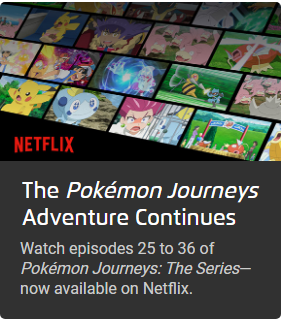 NETFLIX
The Pokémon Journeys
Adventure Continues
Watch episodes 25 to 36 of
Pokémon Journeys: The Series—
now available on Netflix.